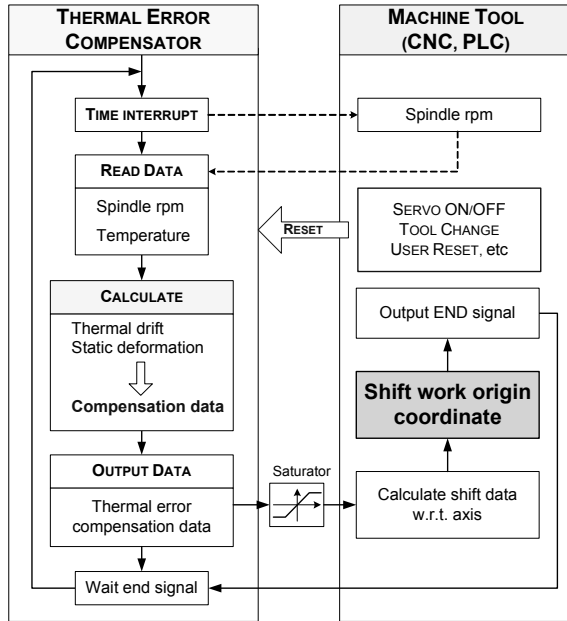 THERMAL ERROR
COMPENSATOR
TIME INTERRUPT
READ DATA
Spindle rpm
Temperature
CALCULATE
Thermal drift
Static deformation
Compensation data
OUTPUT DATA
Thermal error
compensation data
Wait end signal
Saturator
RESET
MACHINE TOOL
(CNC, PLC)
Spindle rpm
SERVO ON/OFF
TOOL CHANGE
USER RESET, etc
Output END signal
Shift work origin
coordinate
Calculate shift data
w.r.t. axis